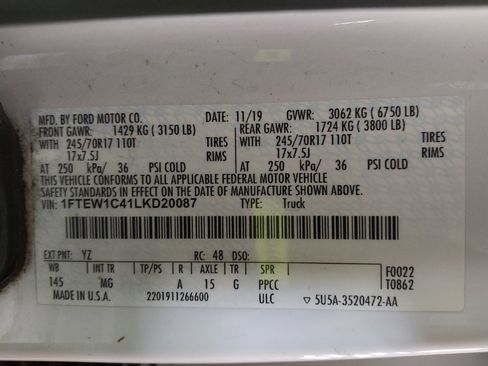 MFD. BY FORD MOTOR CO. DATE: 11/19 GVWR: 3062 KG ( 6750 LB)
FRONT GAWR: 1429 KG ( 3150 LB) REAR GAWR: 1724 KG ( 3800 LB)
WITH 245/70R17 110T TIRES WITH 245/70R17 110T TIRES
17x7.5J RIMS 17x7.5J RIMS
AT 250 kPa/ 36 PSI COLD AT 250 kPa/ 36 PSI COLD
THIS VEHICLE CONFORMS TO ALL APPLICABLE FEDERAL MOTOR VEHICLE
SAFETY STANDARDS IN EFFECT ON THE DATE OF MANUFACTURE SHOWN ABOVE.
VIN: 1FTEW1C41LKD20087 TYPE: Truck
EXT PNT: YZ RC: 48 DSO:
WB INT TR TP/PS R AXLE TR SPR F0022
145 MG A 15 G PPCC T0862
MADE IN U.S.A. 2201911266600 ULC ▽ 5U5A-3520472-AA